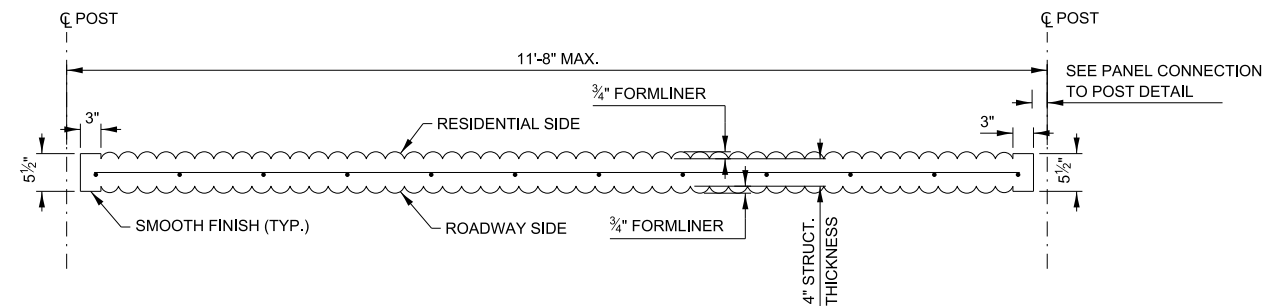 ℄ POST
℄ POST
11'-8" MAX.
SEE PANEL CONNECTION
TO POST DETAIL
¾" FORMLINER
3"
RESIDENTIAL SIDE
3"
5½"
5½"
SMOOTH FINISH (TYP.)
ROADWAY SIDE
¾" FORMLINER
4" STRUCT.
THICKNESS